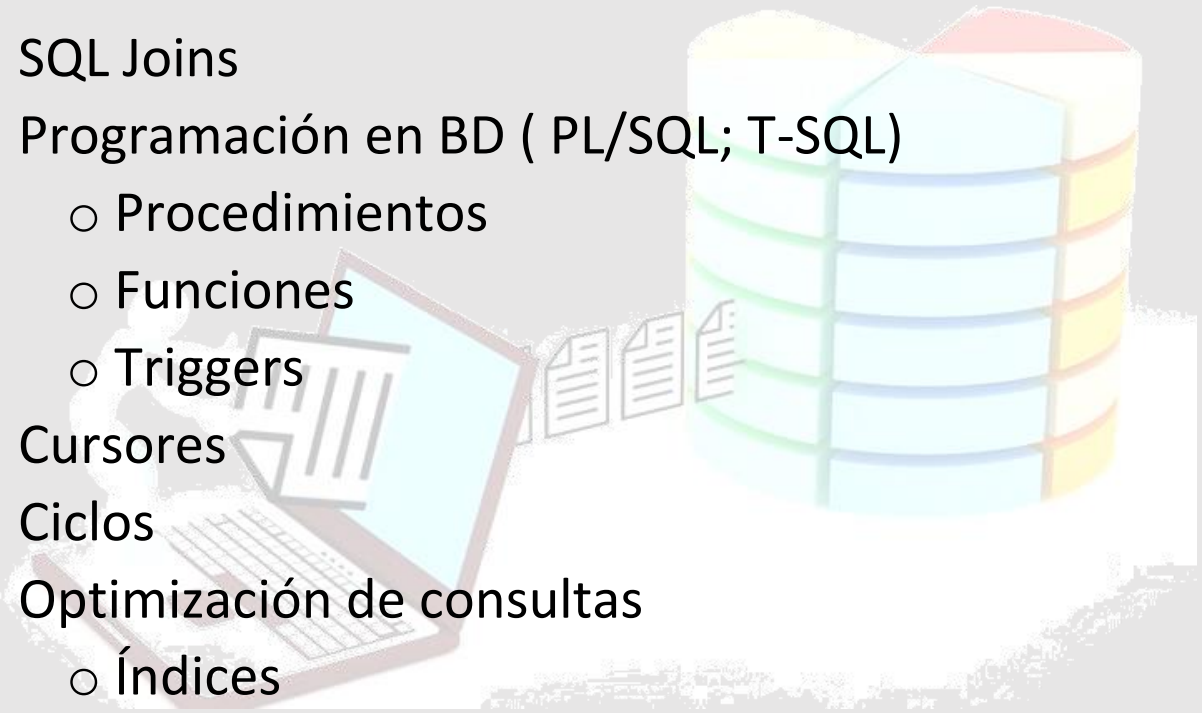 SQL Joins
Programación en BD ( PL/SQL; T-SQL)
o Procedimientos
o Funciones
o Triggers
Cursores
Ciclos
Optimización de consultas
o Índices